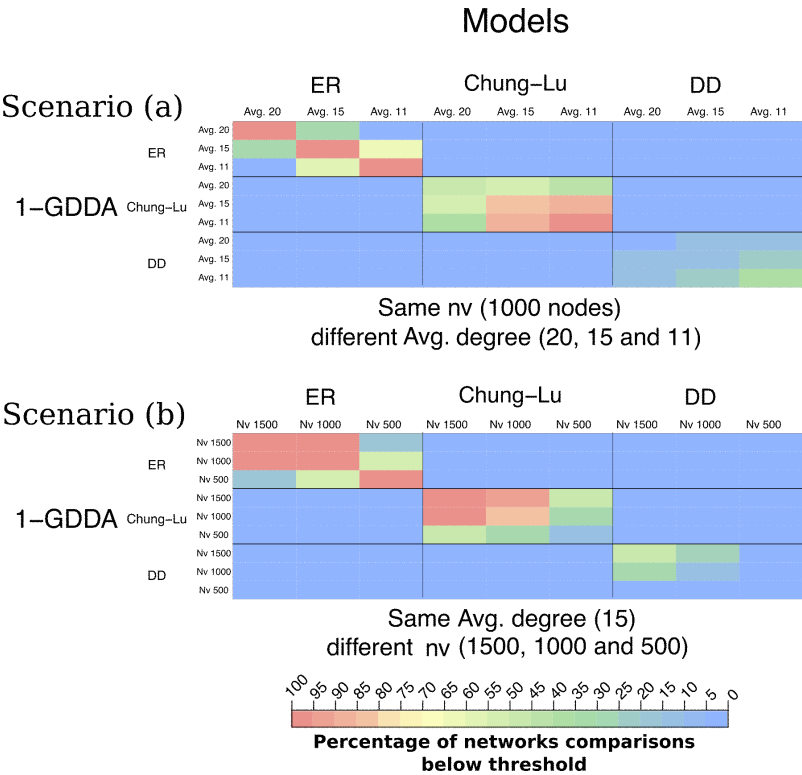 Models
ER Chung−Lu DD
Scenario (a)
Avg. 20 Avg. 15 Avg. 11 Avg. 20 Avg. 15 Avg. 11 Avg. 20 Avg. 15 Avg. 11
Avg. 20
ER Avg. 15
Avg. 11
Avg. 20
1−GDDA Chung−Lu Avg. 15
Avg. 11
Avg. 20
DD Avg. 15
Avg. 11
Same nv (1000 nodes)
different Avg. degree (20, 15 and 11)
ER Chung−Lu DD
Scenario (b)
Nv 1500 Nv 1000 Nv 500 Nv 1500 Nv 1000 Nv 500 Nv 1500 Nv 1000 Nv 500
Nv 1500
ER Nv 1000
Nv 500
Nv 1500
1−GDDA Chung−Lu Nv 1000
Nv 500
Nv 1500
DD Nv 1000
Nv 500
Same Avg. degree (15)
different nv (1500, 1000 and 500)
100 95 90 85 80 75 70 65 60 55 50 45 40 35 30 25 20 15 10 5 0
Percentage of networks comparisons
below threshold